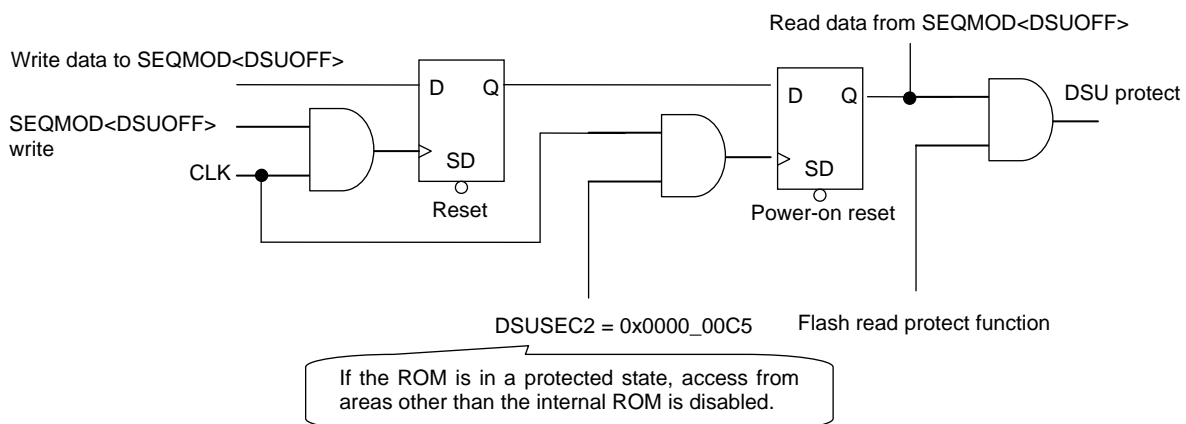 Read data from SEQMOD<DSUOFF>
Write data to SEQMOD<DSUOFF>
D Q
D Q
DSU protect
SEQMOD<DSUOFF>
write
CLK
SD
SD
Reset
Power-on reset
DSUSEC2 = 0x0000_00C5
Flash read protect function
If the ROM is in a protected state, access from
areas other than the internal ROM is disabled.